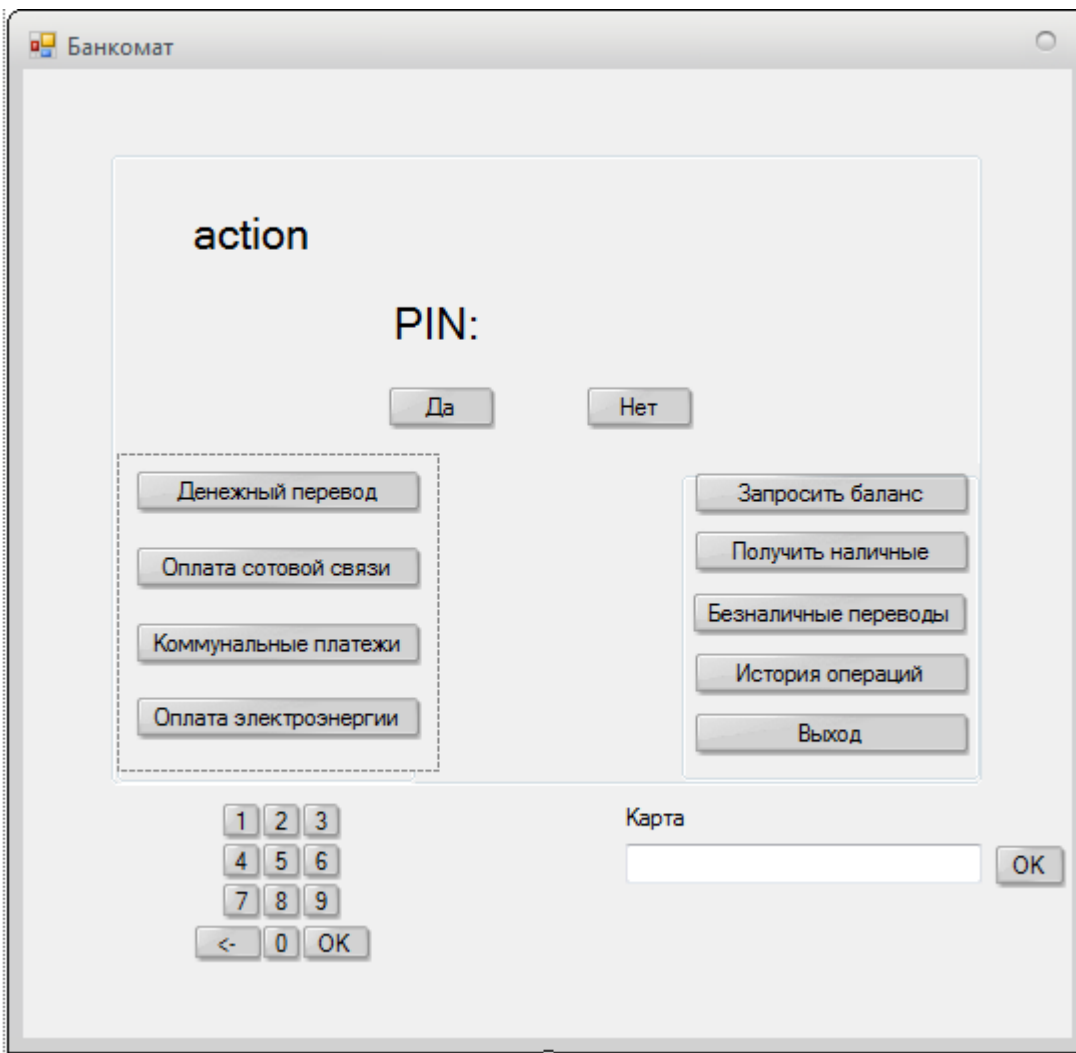 Банкомат
action
PIN:
Да Нет
Денежный перевод Запросить баланс
Оплата сотовой связи Получить наличные
Коммунальные платежи Безналичные переводы
Оплата электроэнергии История операций
Выход
1 2 3 Карта
4 5 6 OK
7 8 9
<- 0 OK